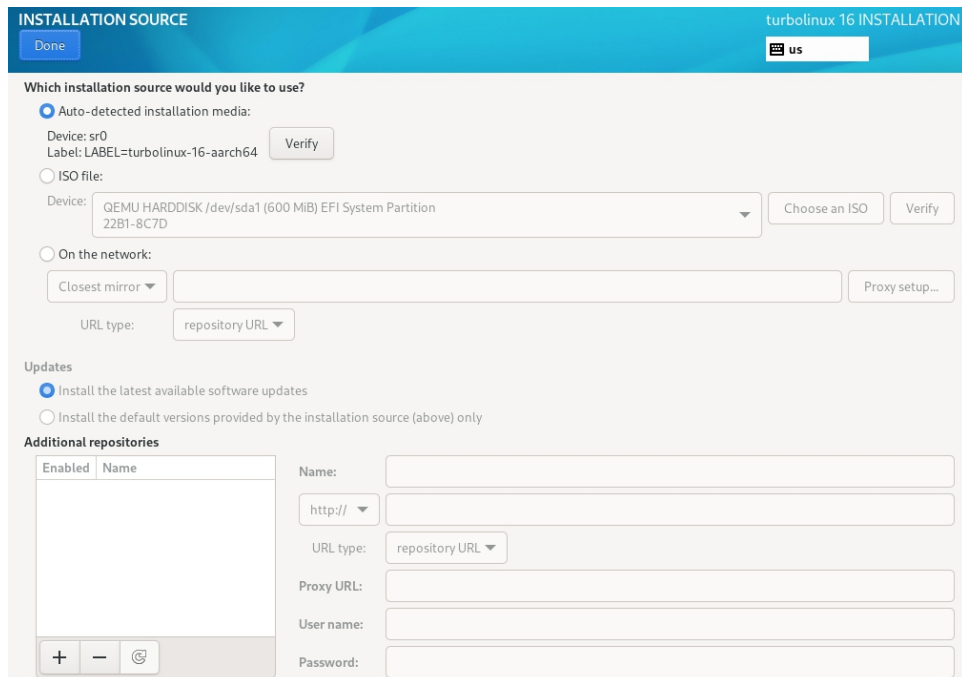 INSTALLATION SOURCE
turbolinux 16 INSTALLATION
Done
us
Which installation source would you like to use?
Auto-detected installation media:
Device: sr0
Label: LABEL=turbolinux-16-aarch64
Verify
ISO file:
Device:
QEMU HARDDISK /dev/sda1 (600 MiB) EFI System Partition
22B1-8C7D
Choose an ISO
Verify
On the network:
Closest mirror
Proxy setup...
URL type:
repository URL
Updates
Install the latest available software updates
Install the default versions provided by the installation source (above) only
Additional repositories
Enabled Name
Name:
http://
URL type:
repository URL
Proxy URL:
User name:
Password: